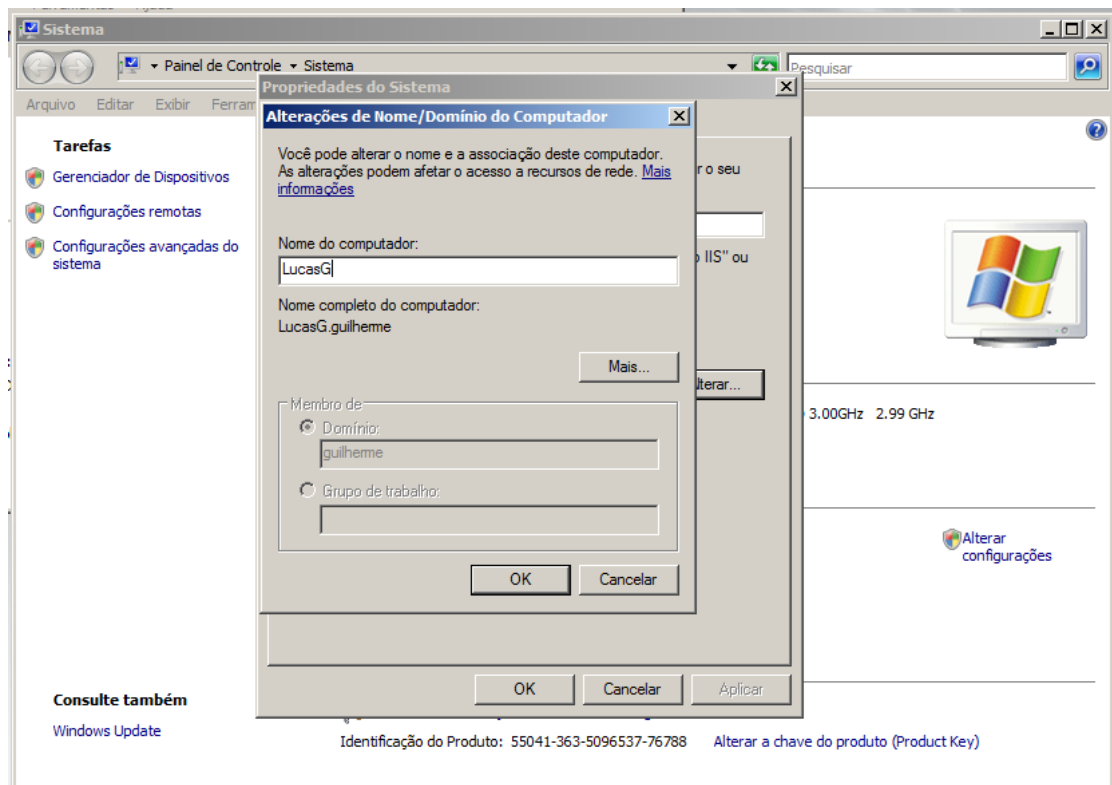 Sistema
Painel de Controle Sistema
Pesquisar
Arquivo Editar Exibir Ferram
Propriedades do Sistema
Alterações de Nome/Domínio do Computador
Você pode alterar o nome e a associação deste computador.
As alterações podem afetar o acesso a recursos de rede. Mais
informações
Nome do computador:
LucasG
Nome completo do computador:
LucasG.guilherme
Mais...
Membro de
Domínio:
guilherme
Grupo de trabalho:
OK Cancelar
r o seu
IIS" ou
lterar...
OK Cancelar Aplicar
Tarefas
Gerenciador de Dispositivos
Configurações remotas
Configurações avançadas do
sistema
3.00GHz 2.99 GHz
Alterar
configurações
Consulte também
Windows Update
Identificação do Produto: 55041-363-5096537-76788 Alterar a chave do produto (Product Key)